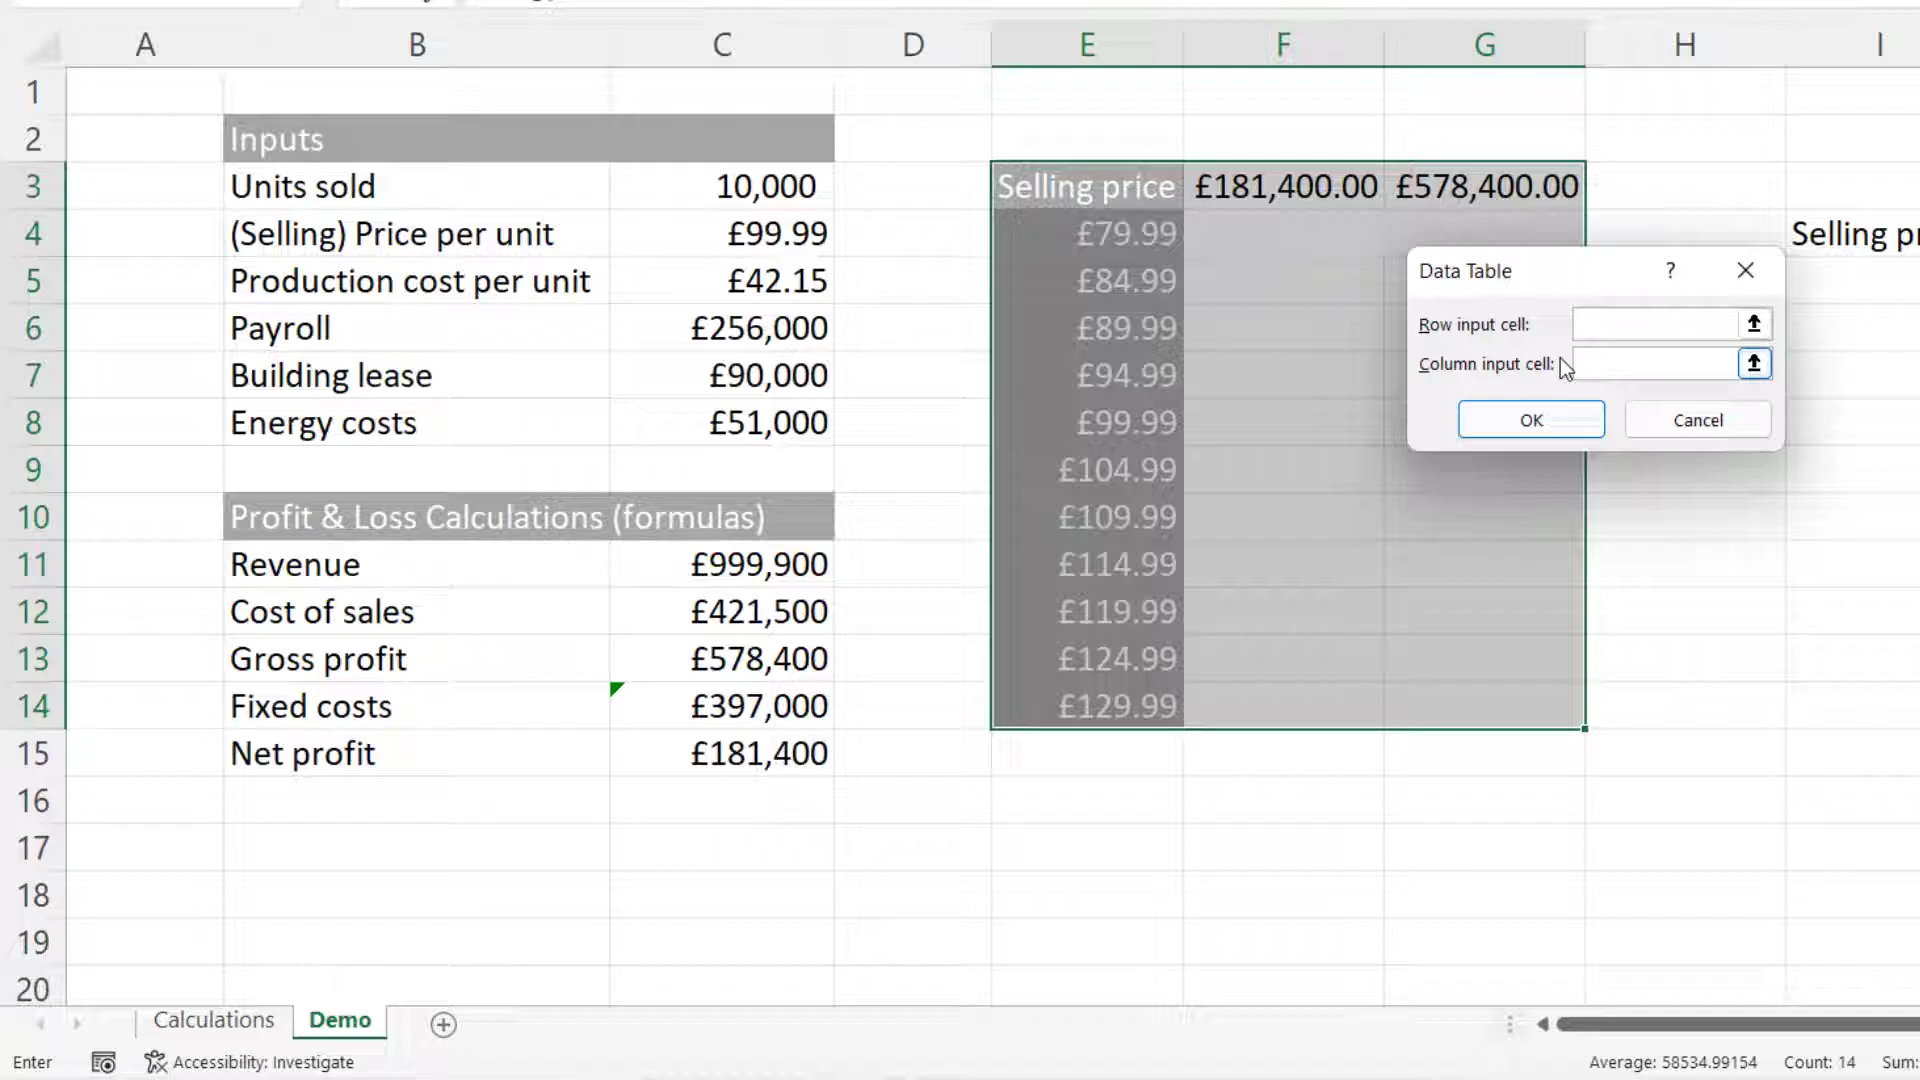 A B C D E F G H I
1
2 Inputs
3 Units sold 10,000 Selling price £181,400.00 £578,400.00
4 (Selling) Price per unit £99.99 £79.99 Selling
5 Production cost per unit £42.15 £84.99
6 Payroll £256,000 £89.99
7 Building lease £90,000 £94.99
8 Energy costs £51,000 £99.99
9 £104.99
10 Profit & Loss Calculations (formulas) £109.99
11 Revenue £999,900 £114.99
12 Cost of sales £421,500 £119.99
13 Gross profit £578,400 £124.99
14 Fixed costs £397,000 £129.99
15 Net profit £181,400
16
17
18
19
20
Data Table ?
Row input cell:
Column input cell:
OK Cancel
Calculations Demo
Enter Accessibility: Investigate Average: 58534.99154 Count: 14 Sum: